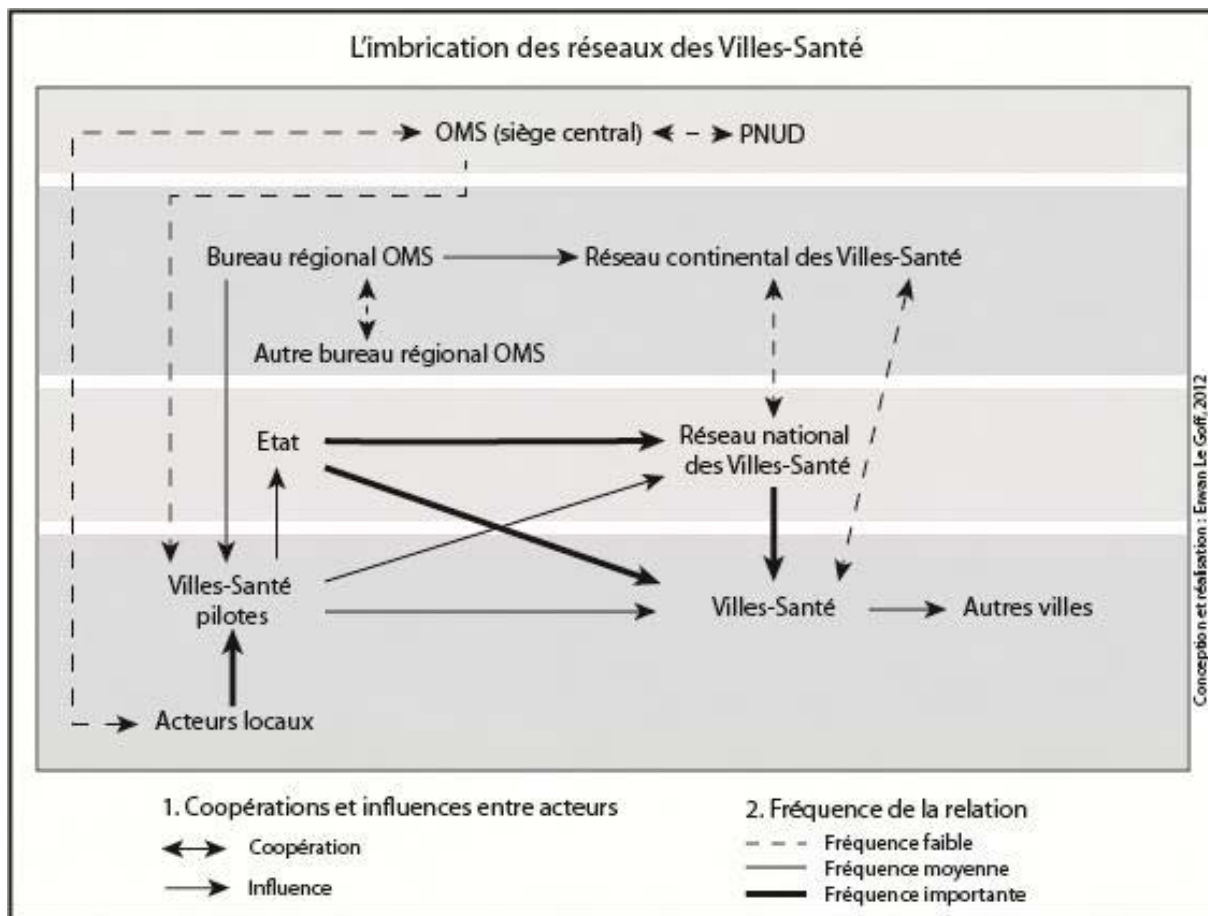 L'imbrication des réseaux des Villes-Santé
OMS (siège central)
PNUD
Bureau régional OMS
Réseau continental des Villes-Santé
Autre bureau régional OMS
Etat
Réseau national
des Villes-Santé
Villes-Santé
pilotes
Villes-Santé
Autres villes
Acteurs locaux
Conception et réalisation : Erwan Le Goff, 2012
1. Coopérations et influences entre acteurs
Coopération
Influence
2. Fréquence de la relation
Fréquence faible
Fréquence moyenne
Fréquence importante